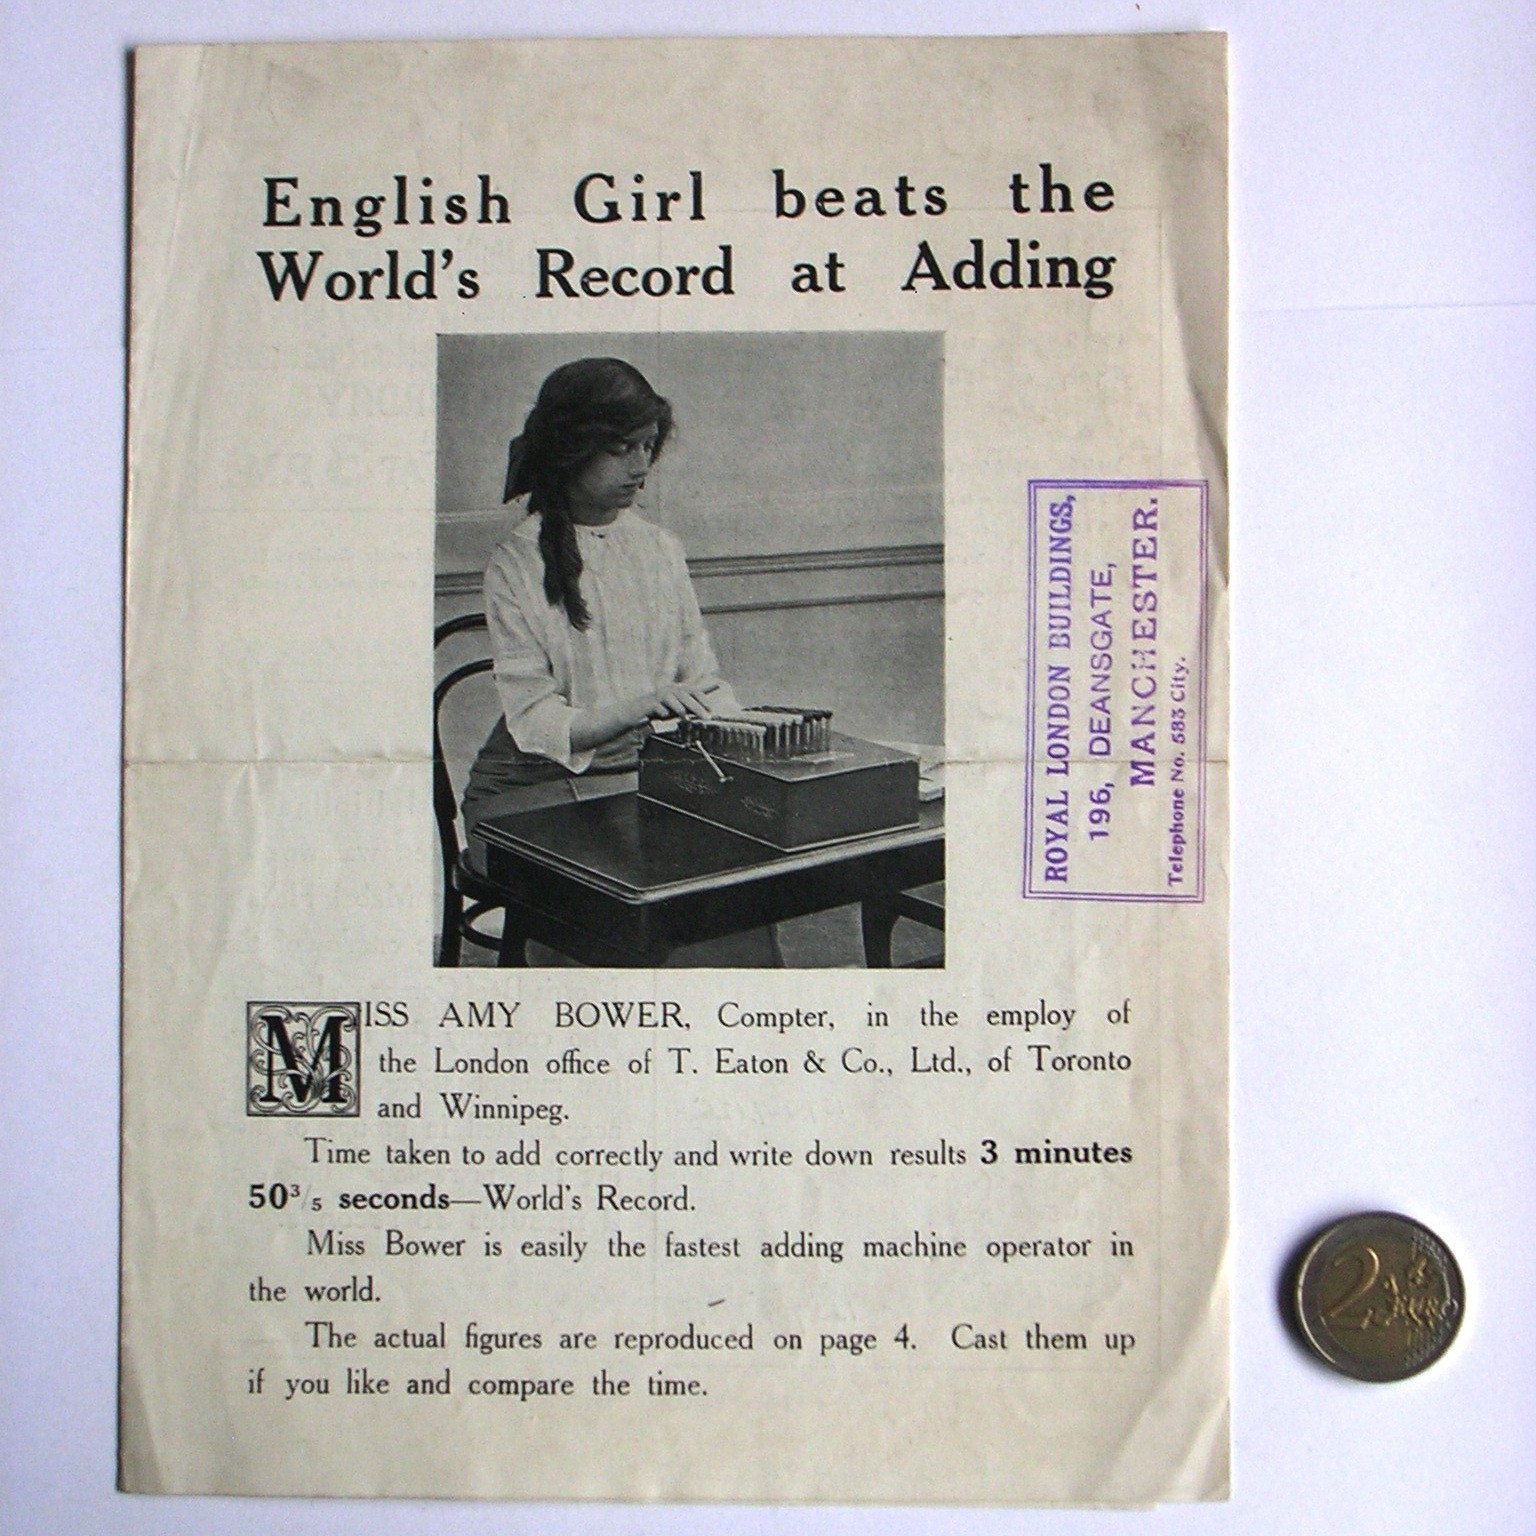 English Girl beats the
World's Record at Adding
ROYAL LONDON BUILDINGS,
196, DEANSGATE,
MANCHESTER.
Telephone No. 583 City.
MISS AMY BOWER, Compter, in the employ of
the London office of T. Eaton & Co., Ltd., of Toronto
and Winnipeg.
Time taken to add correctly and write down results 3 minutes
50 3/5 seconds—World's Record.
Miss Bower is easily the fastest adding machine operator in
the world.
The actual figures are reproduced on page 4. Cast them up
if you like and compare the time.
2 EURO